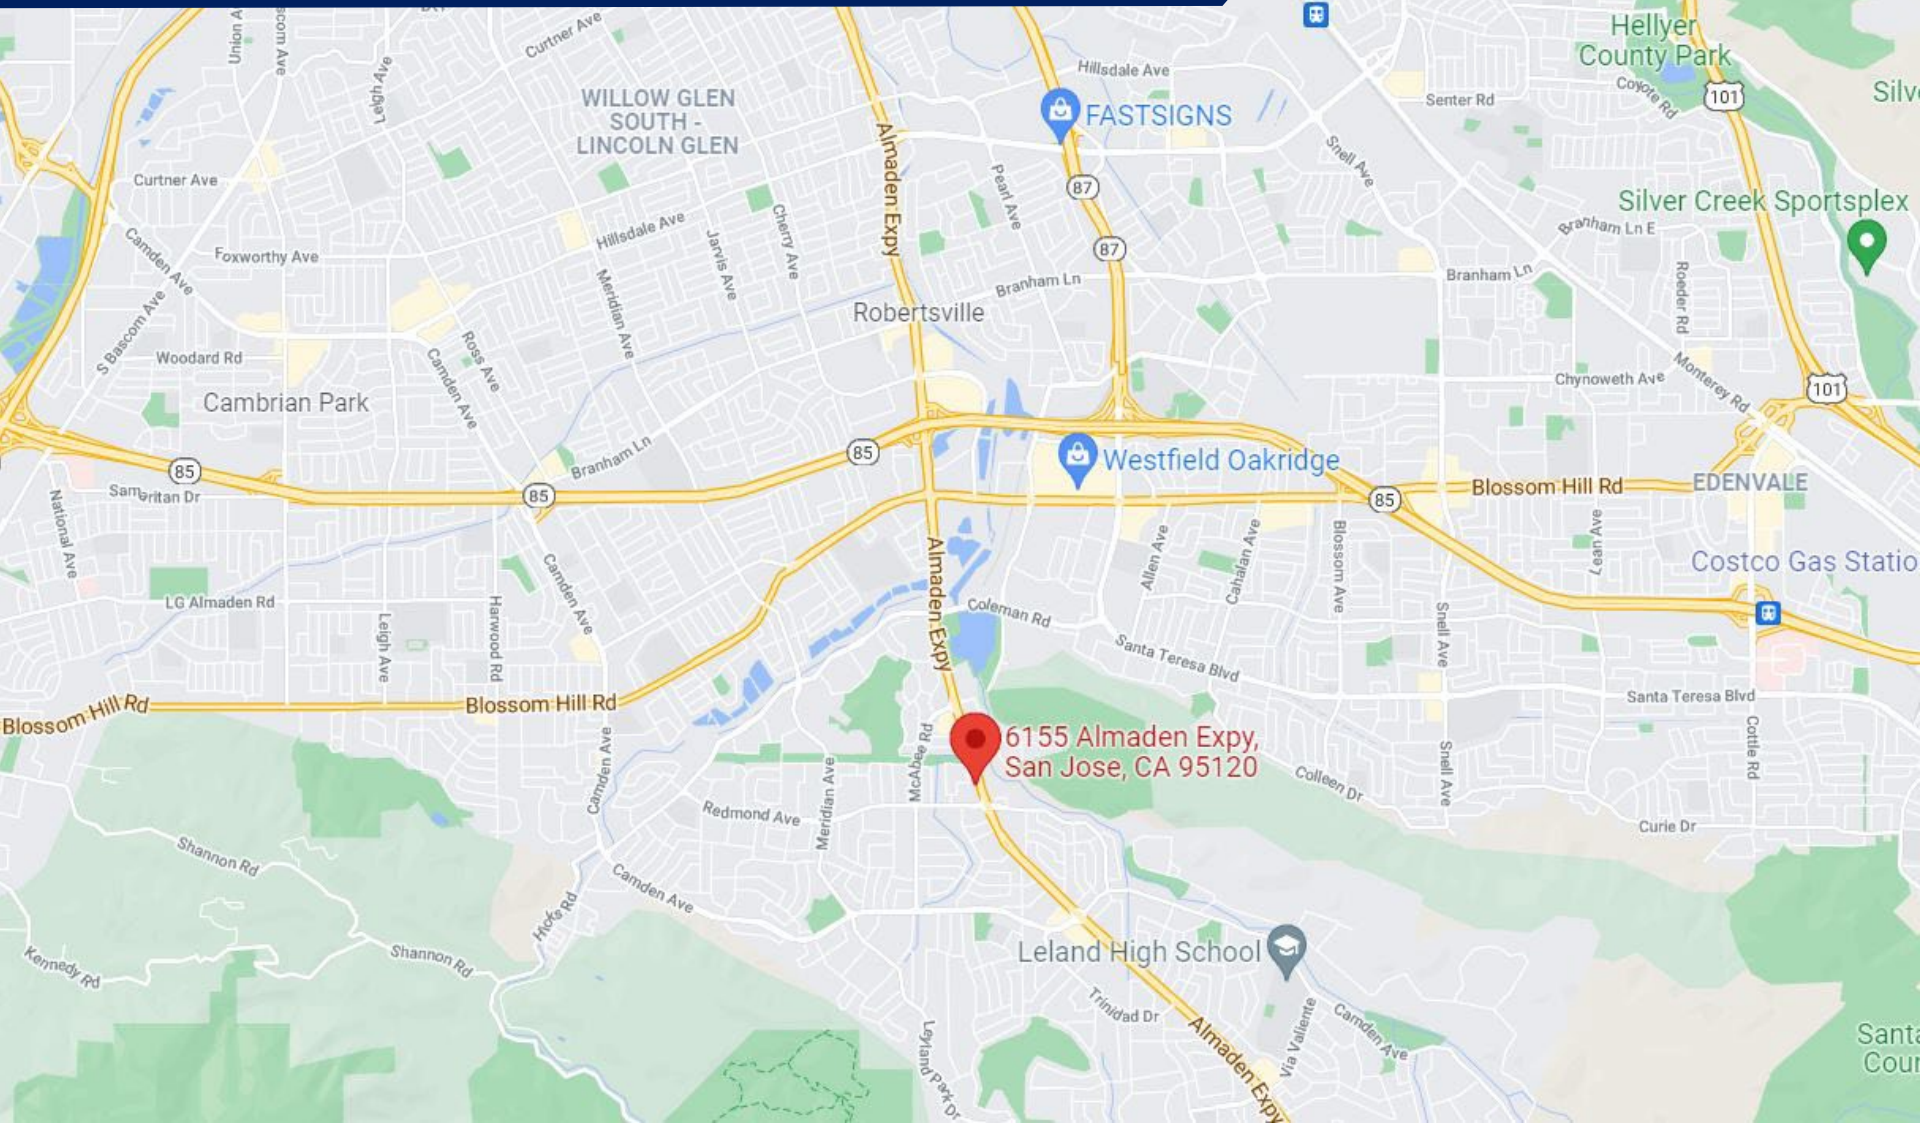 Union A
scom Ave
Leigh Ave
Curtner Ave
Hillsdale Ave
Hellyer
County Park
Coyote Rd
101
Senter Rd
WILLOW GLEN
SOUTH -
LINCOLN GLEN
Almaden Expy
FASTSIGNS
Snell Ave
Curtner Ave
Pearl Ave
87
Silver Creek Sportsplex
Camden Ave
Foxworthy Ave
Hillsdale Ave
Jarvis Ave
Cherry Ave
87
Branham Ln E
S Bascom Ave
Meridian Ave
Branham Ln
Branham Ln
Roeder Rd
Robertsville
Woodard Rd
Ross Ave
Camden Ave
Chynoweth Ave
Monterey Rd
101
Cambrian Park
Branham Ln
85
Westfield Oakridge
85
85
85
Blossom Hill Rd
EDENVALE
National Ave
Samaritan Dr
Almaden Expy
Allen Ave
Cahalan Ave
Blossom Ave
Lean Ave
Costco Gas Statio
LG Almaden Rd
Leigh Ave
Harwood Rd
Camden Ave
Coleman Rd
Santa Teresa Blvd
Snell Ave
Santa Teresa Blvd
Blossom Hill Rd
Blossom Hill Rd
Camden Ave
Meridian Ave
McAbee Rd
6155 Almaden Expy,
San Jose, CA 95120
Colleen Dr
Snell Ave
Cottle Rd
Redmond Ave
Curie Dr
Shannon Rd
Camden Ave
Hicks Rd
Kennedy Rd
Shannon Rd
Leland High School
Trinidad Dr
Almaden Expy
Via Valiente
Camden Ave
Leyland Park Dr
Santa
Cour